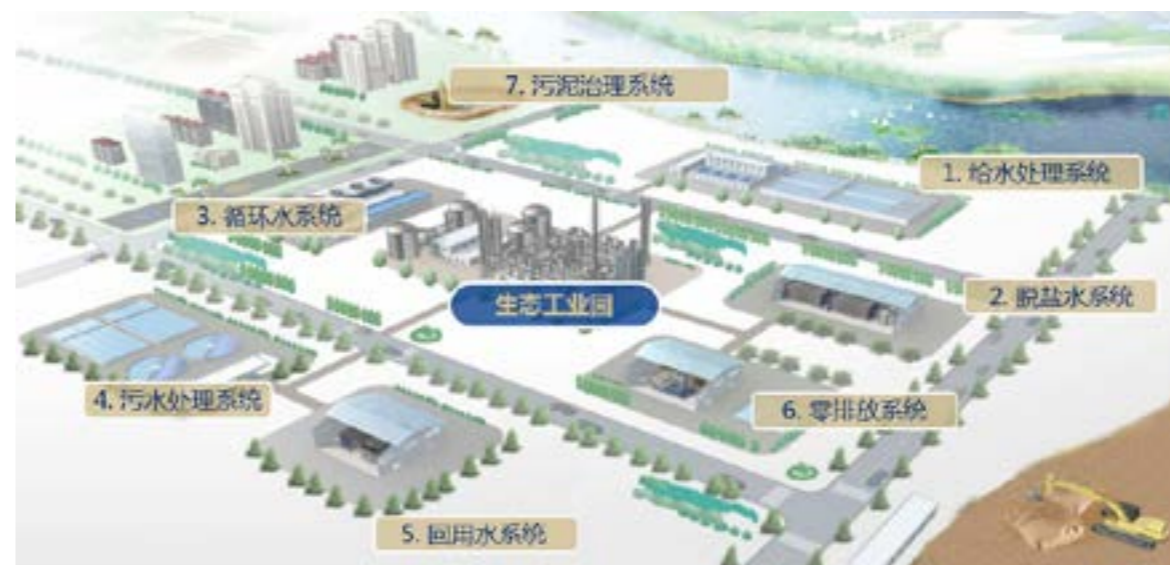 7. 污泥治理系统
1. 给水处理系统
3. 循环水系统
2. 脱盐水系统
生态工业园
4. 污水处理系统
6. 零排放系统
5. 回用水系统